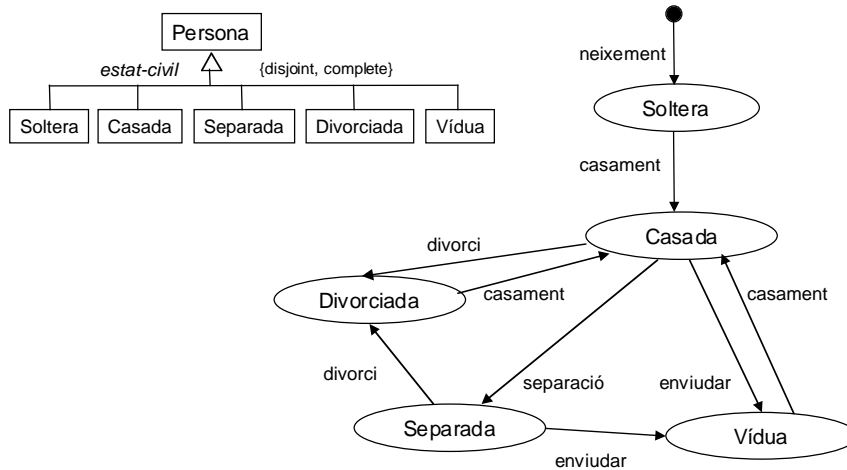 Persona
estat-civil {disjoint, complete}
Soltera Casada Separada Divorciada Vídua
neixement
Soltera
casament
Casada
divorci
Divorciada
casament
casament
divorci
separació
enviudar
Separada
Vídua
enviudar